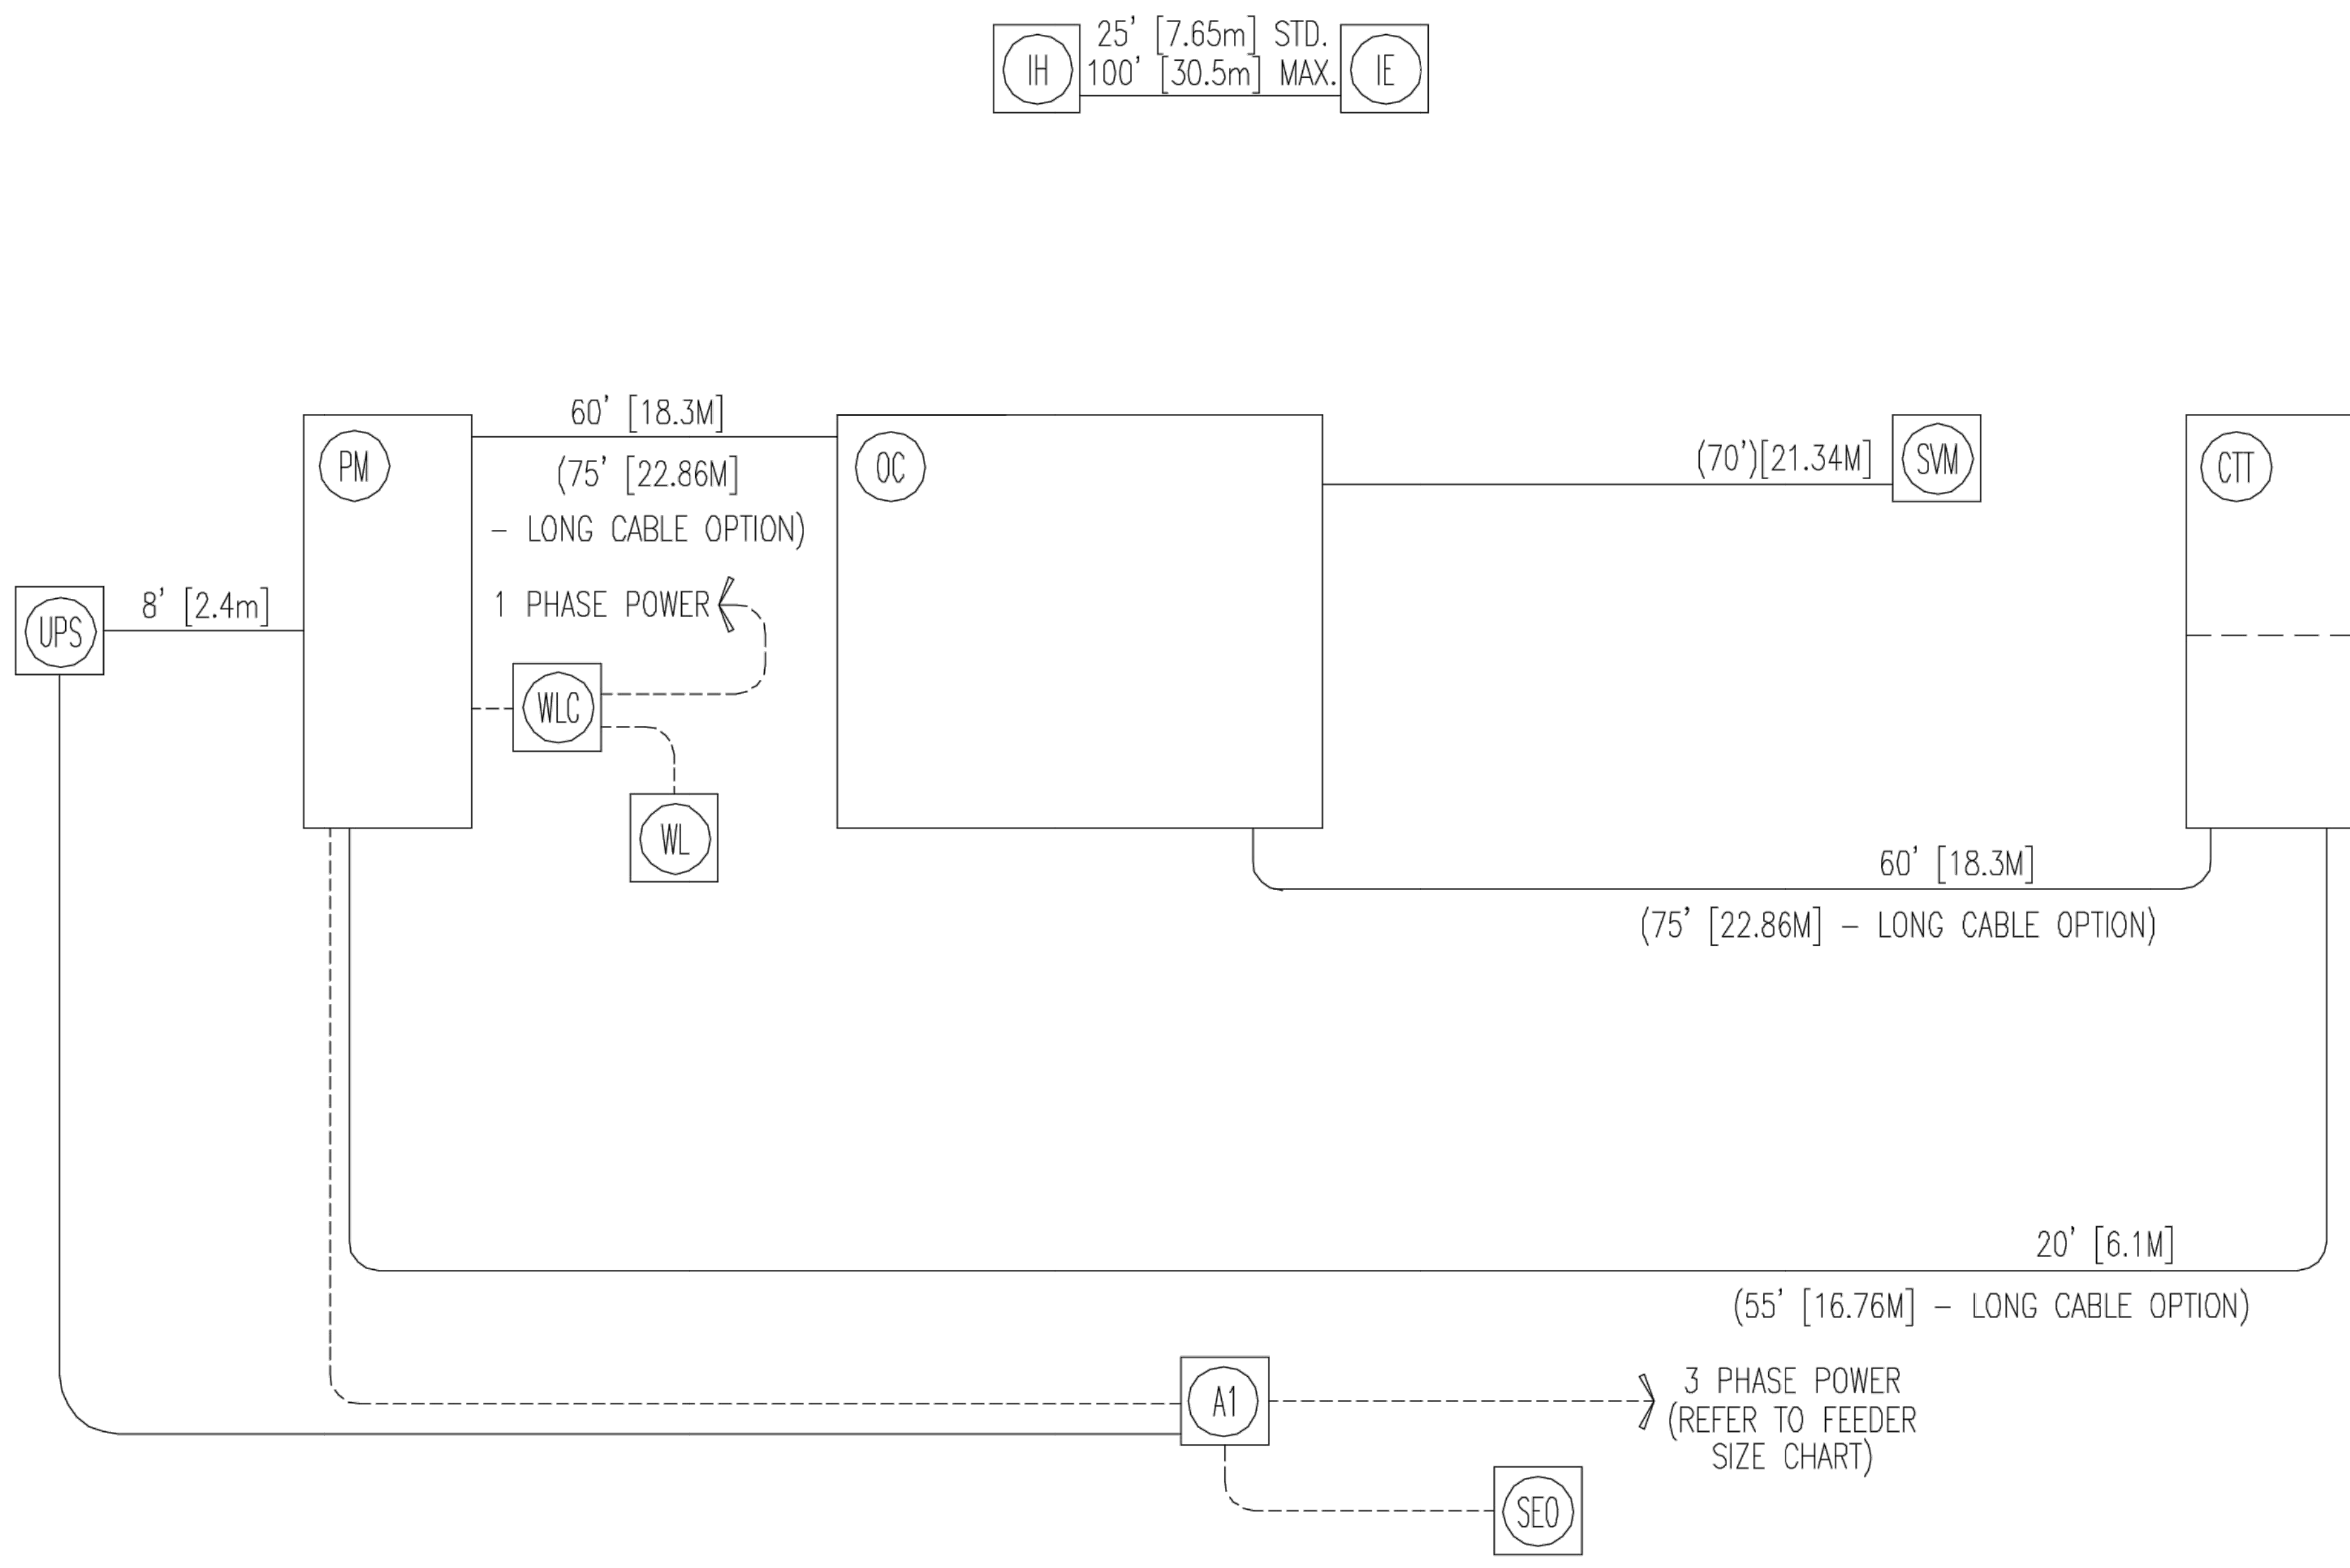 25' [7.65m] STD.
IH 100' [30.5m] MAX. IE
60' [18.3M]
PM
(75' [22.86M]
- LONG CABLE OPTION)
OC
(70')[21.34M]
SVM
CTT
8' [2.4m]
UPS
1 PHASE POWER
WLC
WL
60' [18.3M]
(75' [22.86M] - LONG CABLE OPTION)
20' [6.1M]
(55' [16.76M] - LONG CABLE OPTION)
A1
3 PHASE POWER
(REFER TO FEEDER
SIZE CHART)
SEO